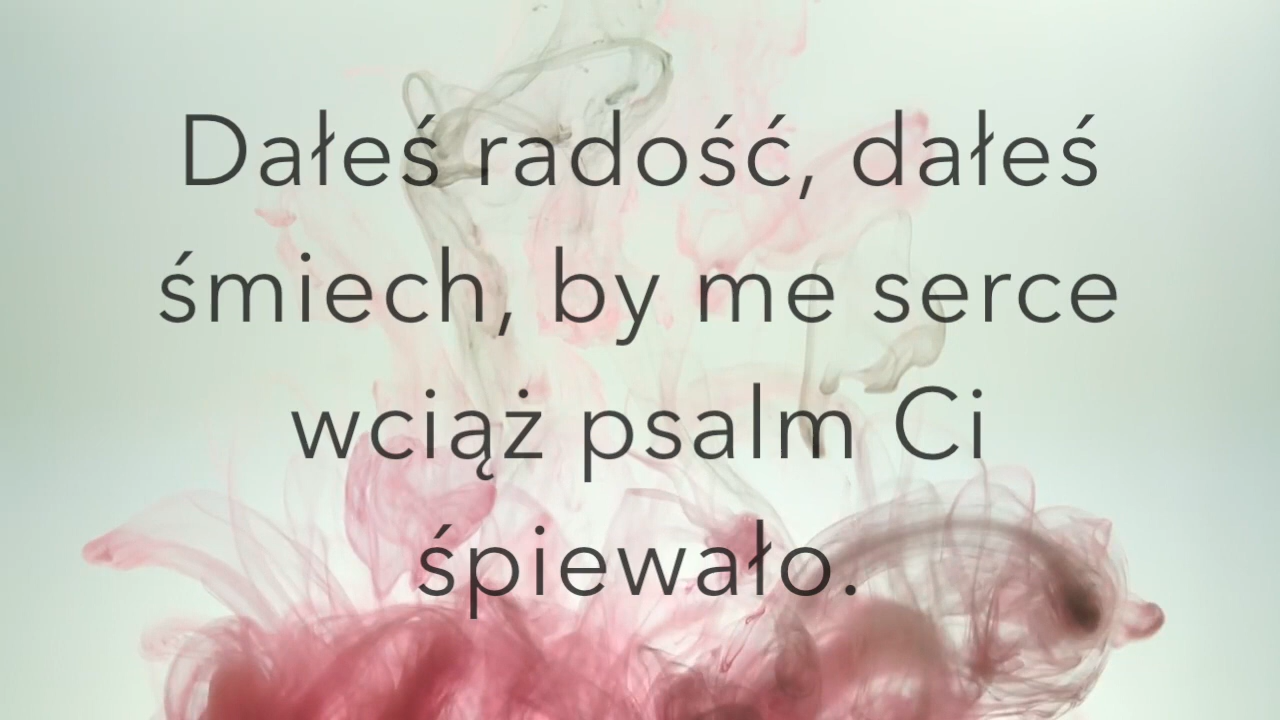 Dałeś radość, dałeś
śmiech, by me serce
wciąż psalm Ci
śpiewało.